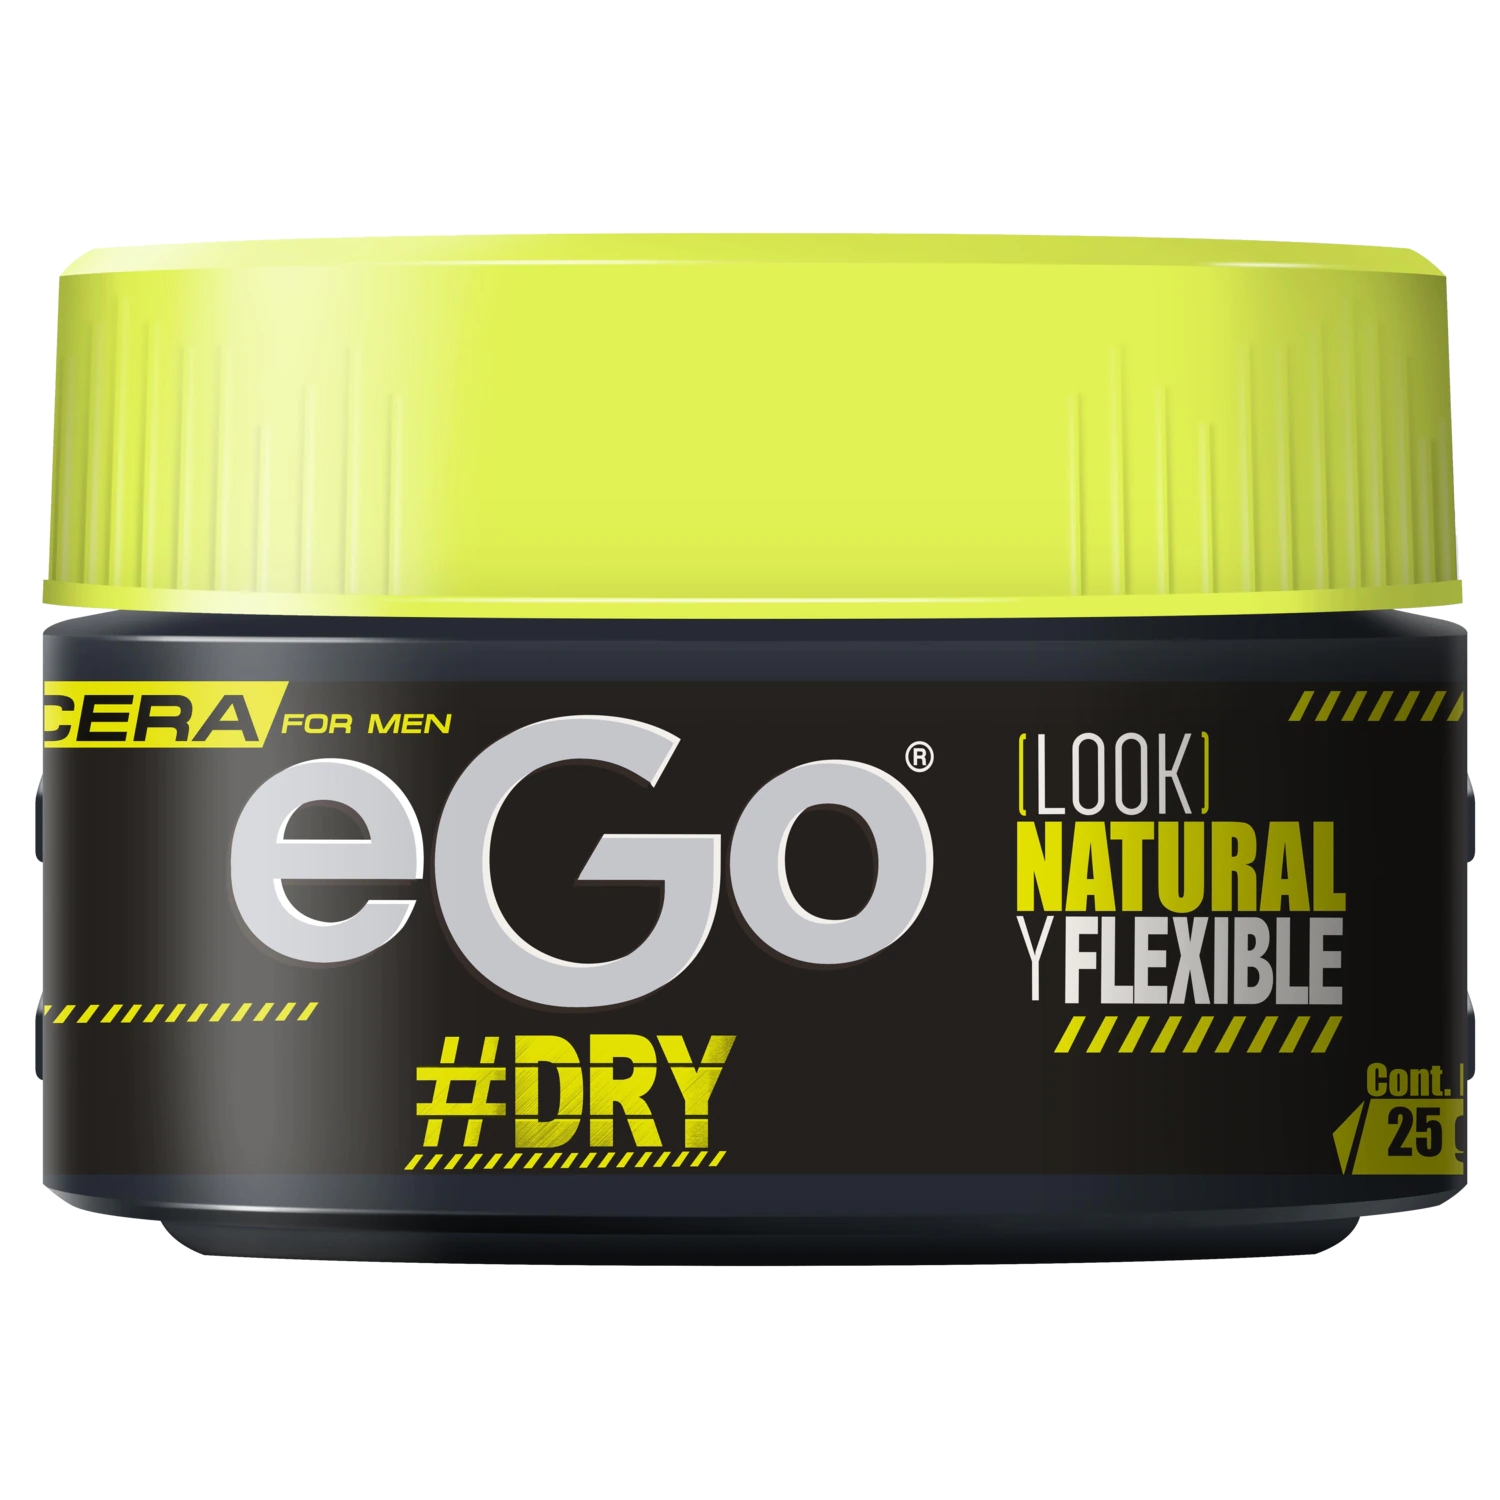 CERA FOR MEN
eGo®
#DRY
[LOOK]
NATURAL
Y FLEXIBLE
Cont.
25